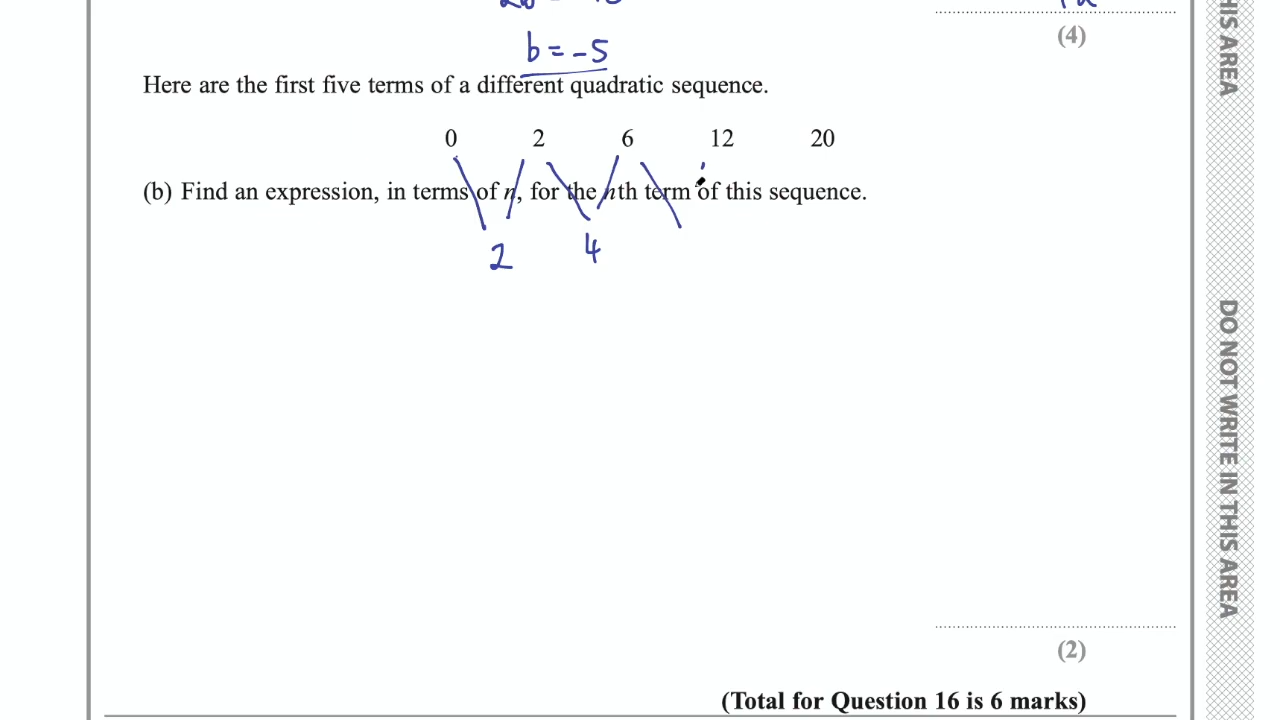 b = -5
(4)
Here are the first five terms of a different quadratic sequence.
0 2 6 12 20
(b) Find an expression, in terms of n, for the nth term of this sequence.
2 4
(2)
(Total for Question 16 is 6 marks)
HIS AREA
DO NOT WRITE IN THIS AREA